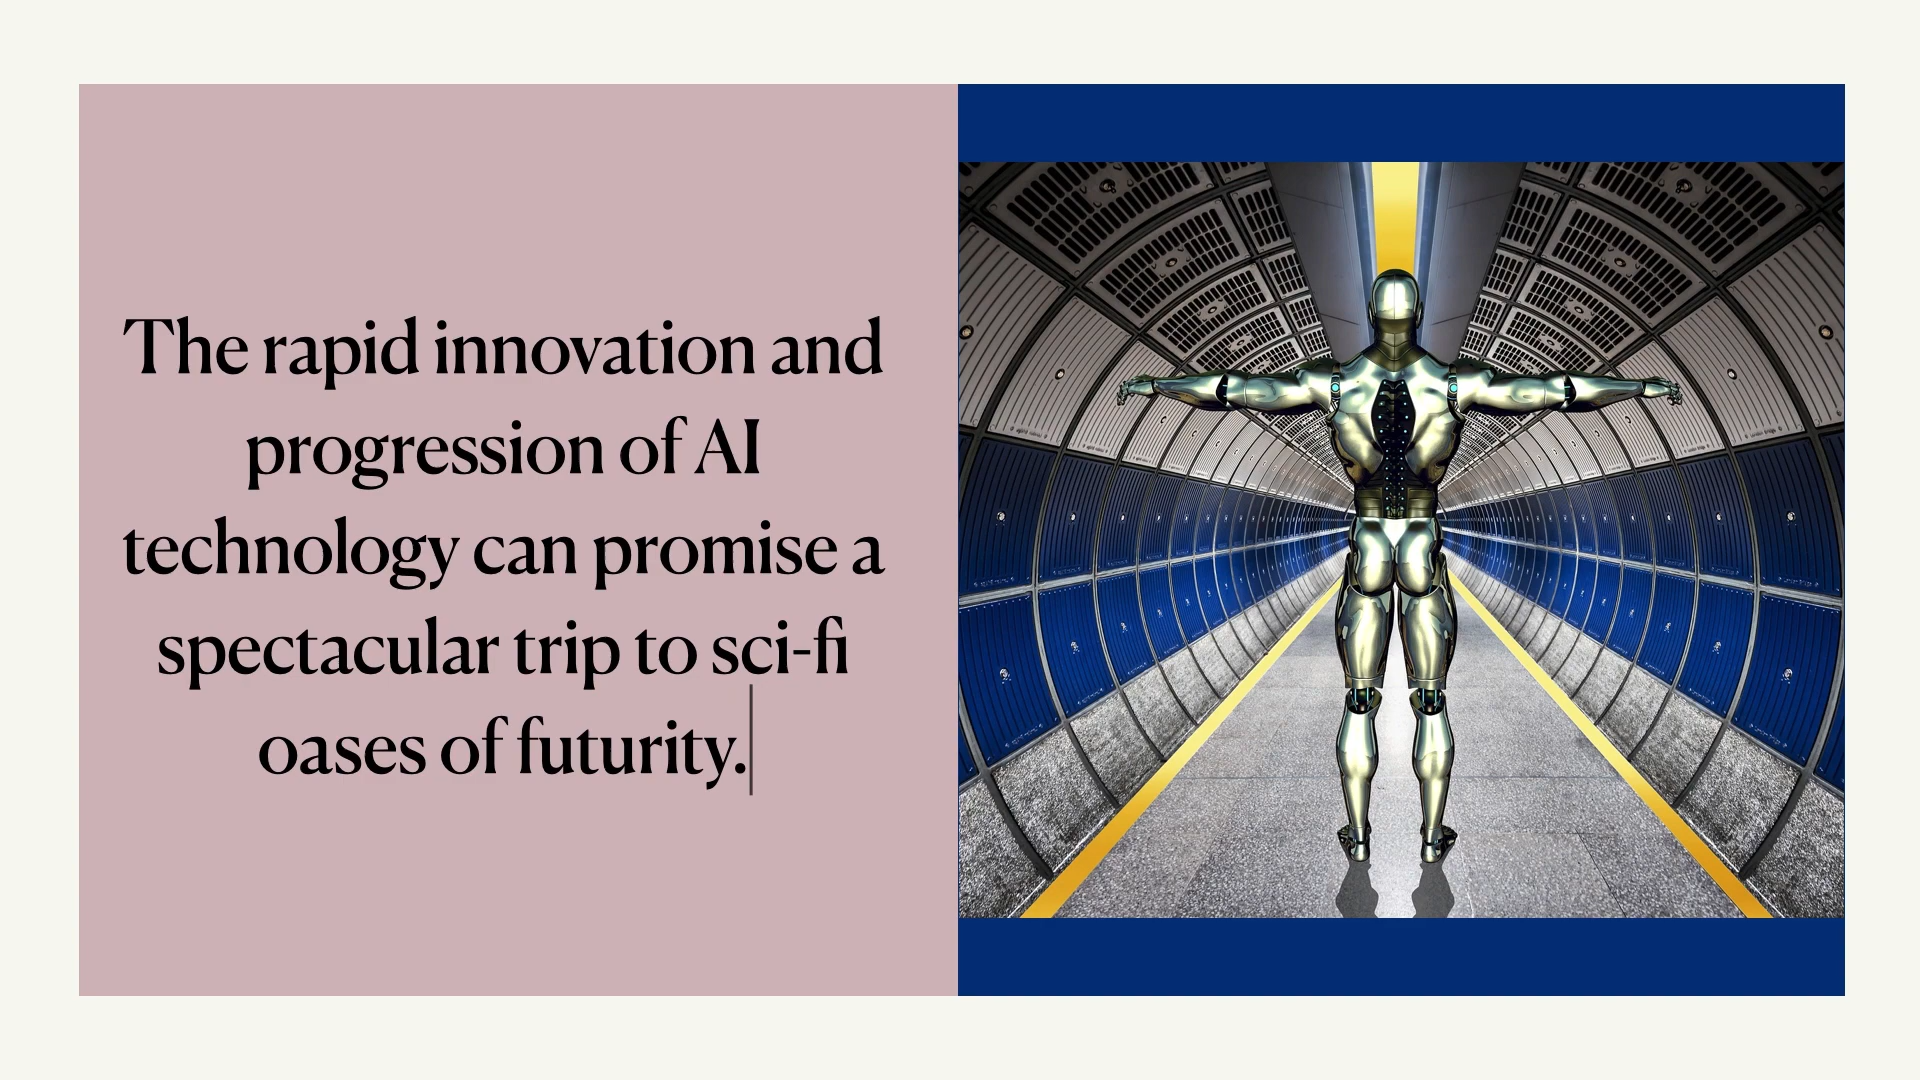 The rapid innovation and
progression of AI
technology can promise a
spectacular trip to sci-fi
oases of futurity.